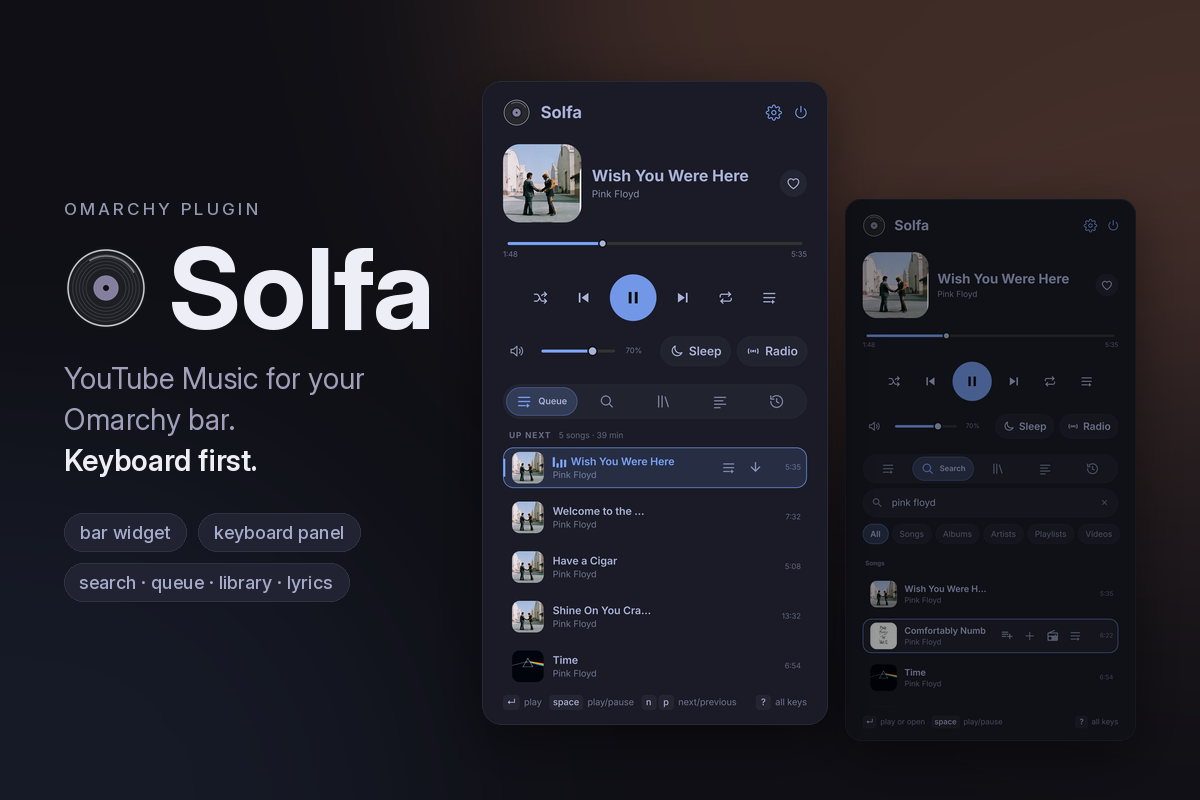 OMARCHY PLUGIN
Solfa
YouTube Music for your
Omarchy bar.
Keyboard first.
bar widget
keyboard panel
search · queue · library · lyrics
Solfa
Wish You Were Here
Pink Floyd
1:48
5:35
70%
Sleep
Radio
Queue
UP NEXT 5 songs · 39 min
Wish You Were Here
Pink Floyd
5:35
Welcome to the ...
Pink Floyd
7:32
Have a Cigar
Pink Floyd
5:08
Shine On You Cra...
Pink Floyd
13:32
Time
Pink Floyd
6:54
↵ play space play/pause n p next/previous ? all keys
Solfa
Wish You Were Here
Pink Floyd
1:48
5:35
70%
Sleep
Radio
Search
pink floyd
All Songs Albums Artists Playlists Videos
Songs
Wish You Were H...
Pink Floyd
5:35
Comfortably Numb
Pink Floyd
6:22
Time
Pink Floyd
6:54
↵ play or open space play/pause ? all keys